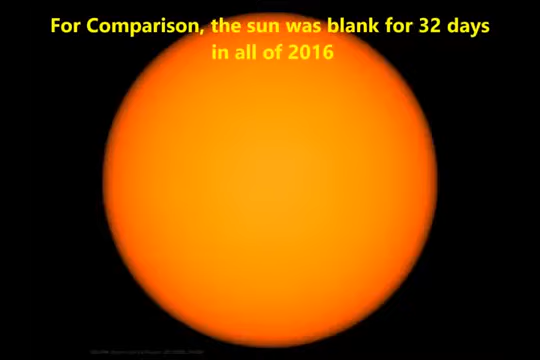 For Comparison, the sun was blank for 32 days
in all of 2016